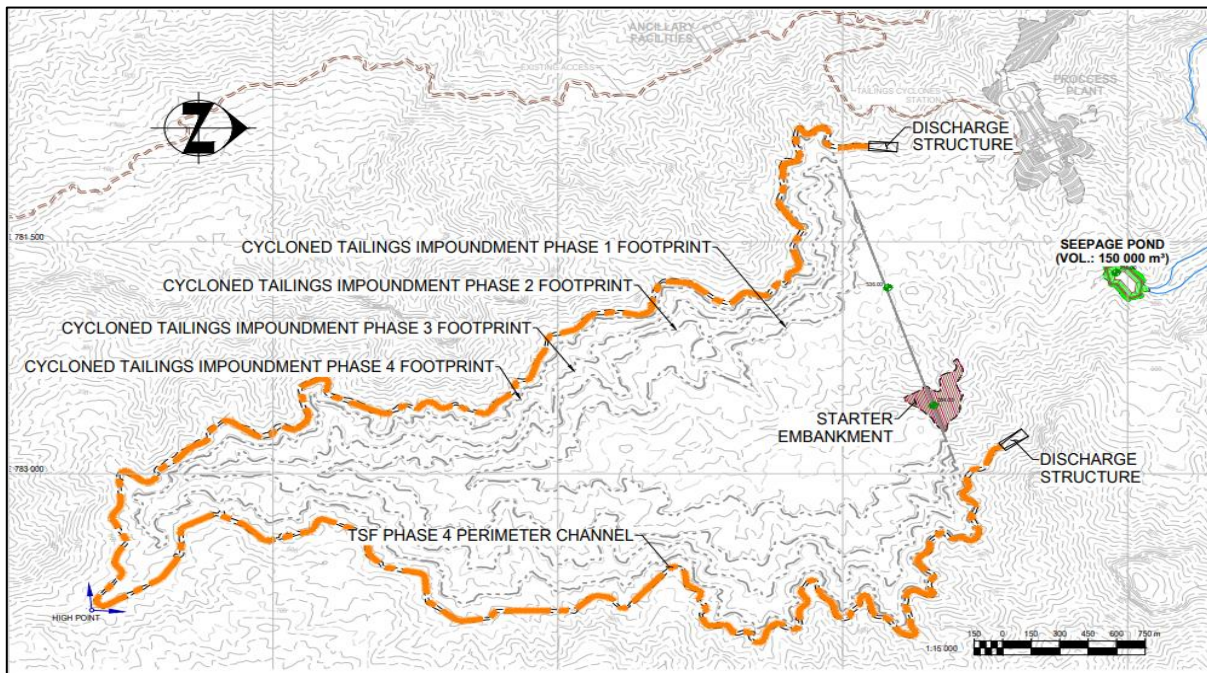 ANCILLARY
FACILITIES
EXISTING ACCESS
TAILINGS CYCLONES
STATION
PROCCESS
PLANT
DISCHARGE
STRUCTURE
781 500
CYCLONED TAILINGS IMPOUNDMENT PHASE 1 FOOTPRINT
SEEPAGE POND
(VOL.: 150 000 m³)
CYCLONED TAILINGS IMPOUNDMENT PHASE 2 FOOTPRINT
CYCLONED TAILINGS IMPOUNDMENT PHASE 3 FOOTPRINT
CYCLONED TAILINGS IMPOUNDMENT PHASE 4 FOOTPRINT
STARTER
EMBANKMENT
783 000
DISCHARGE
STRUCTURE
TSF PHASE 4 PERIMETER CHANNEL
HIGH POINT
150 0 150 300 450 600 750 m
1:15 000